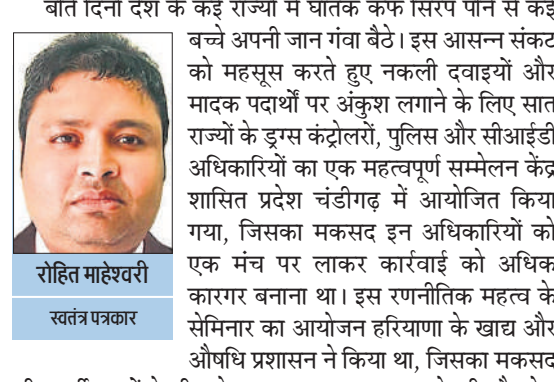 बीते दिनों देश के कई राज्यों में घातक कफ सिरप पीने से कई
बच्चे अपनी जान गंवा बैठे। इस आसन्न संकट
को महसूस करते हुए नकली दवाइयों और
मादक पदार्थों पर अंकुश लगाने के लिए सात
राज्यों के ड्रग्स कंट्रोलरों, पुलिस और सीआईडी
अधिकारियों का एक महत्वपूर्ण सम्मेलन केंद्र
शासित प्रदेश चंडीगढ़ में आयोजित किया
गया, जिसका मकसद इन अधिकारियों को
एक मंच पर लाकर कार्रवाई को अधिक
कारगर बनाना था। इस रणनीतिक महत्व के
सेमिनार का आयोजन हरियाणा के खाद्य और
औषधि प्रशासन ने किया था, जिसका मकसद
रोहित माहेश्वरी
स्वतंत्र पत्रकार